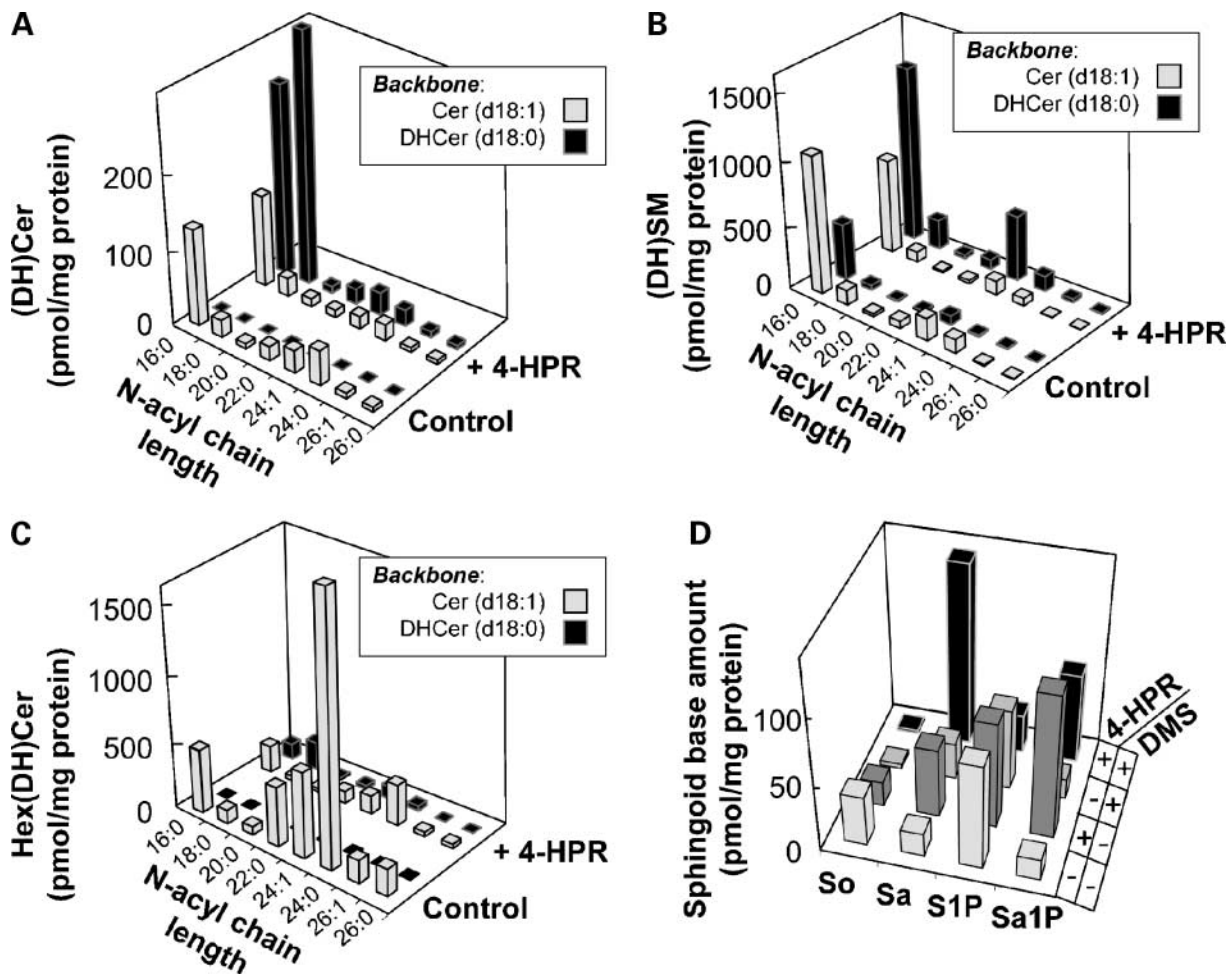 A
(DH)Cer
(pmol/mg protein)
200
100
0
Backbone:
Cer (d18:1)
DHCer (d18:0)
16:0
18:0
20:0
22:0
24:1
24:0
26:1
26:0
N-acyl chain
length
+ 4-HPR
Control
B
(DH)SM
(pmol/mg protein)
1500
1000
500
0
Backbone:
Cer (d18:1)
DHCer (d18:0)
16:0
18:0
20:0
22:0
24:1
24:0
26:1
26:0
N-acyl chain
length
+ 4-HPR
Control
C
Hex(DH)Cer
(pmol/mg protein)
1500
1000
500
0
Backbone:
Cer (d18:1)
DHCer (d18:0)
16:0
18:0
20:0
22:0
24:1
24:0
26:1
26:0
N-acyl chain
length
+ 4-HPR
Control
D
Sphingoid base amount
(pmol/mg protein)
100
50
0
So
Sa
S1P
Sa1P
4-HPR
DMS
+ +
- +
+ -
- -